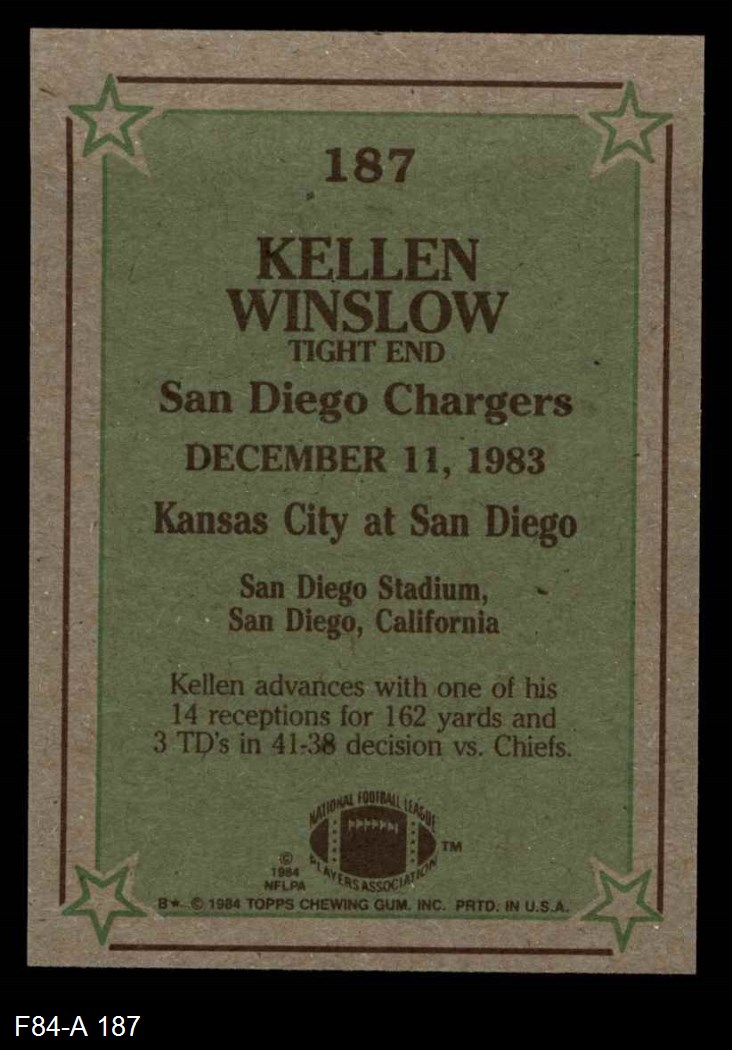 187
KELLEN
WINSLOW
TIGHT END
San Diego Chargers
DECEMBER 11, 1983
Kansas City at San Diego
San Diego Stadium,
San Diego, California
Kellen advances with one of his
14 receptions for 162 yards and
3 TD's in 41-38 decision vs. Chiefs.
NATIONAL FOOTBALL LEAGUE
PLAYERS ASSOCIATION
TM
©
1984
NFLPA
B★ © 1984 TOPPS CHEWING GUM, INC. PRTD. IN U.S.A.
F84-A 187